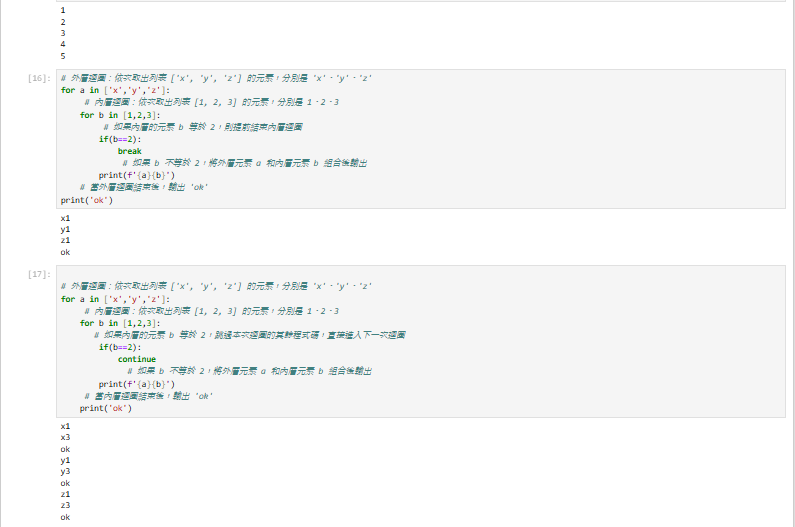 1
2
3
4
5
[16]:
# 外層迴圈：依次取出列表 ['x', 'y', 'z'] 的元素，分別是 'x'、'y'、'z'
for a in ['x','y','z']:
# 內層迴圈：依次取出列表 [1, 2, 3] 的元素，分別是 1、2、3
for b in [1,2,3]:
# 如果內層的元素 b 等於 2，則提前結束內層迴圈
if(b==2):
break
# 如果 b 不等於 2，將外層元素 a 和內層元素 b 組合後輸出
print(f'{a}{b}')
# 當外層迴圈結束後，輸出 'ok'
print('ok')
x1
y1
z1
ok
[17]:
# 外層迴圈：依次取出列表 ['x', 'y', 'z'] 的元素，分別是 'x'、'y'、'z'
for a in ['x','y','z']:
# 內層迴圈：依次取出列表 [1, 2, 3] 的元素，分別是 1、2、3
for b in [1,2,3]:
# 如果內層的元素 b 等於 2，跳過本次迴圈的其餘程式碼，直接進入下一次迴圈
if(b==2):
continue
# 如果 b 不等於 2，將外層元素 a 和內層元素 b 組合後輸出
print(f'{a}{b}')
# 當內層迴圈結束後，輸出 'ok'
print('ok')
x1
x3
ok
y1
y3
ok
z1
z3
ok